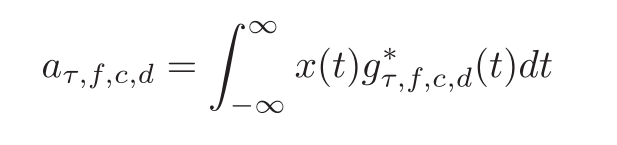 a_{\tau,f,c,d} = \int_{-\infty}^{\infty} x(t) g^{*}_{\tau,f,c,d}(t) dt